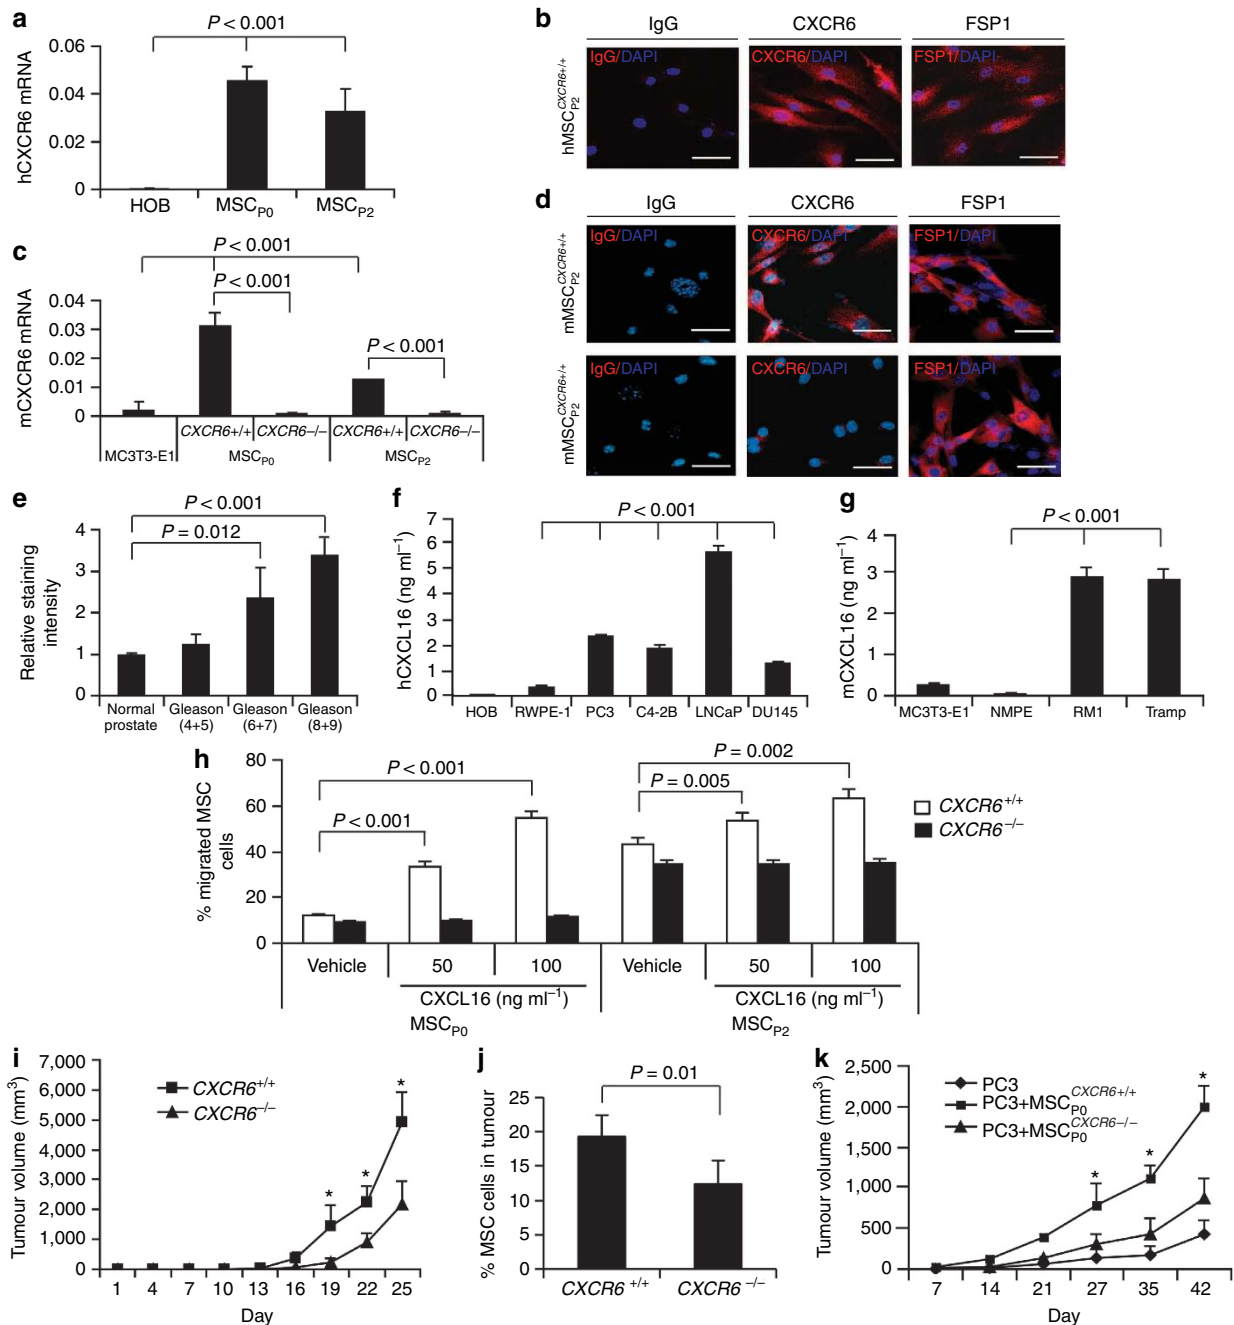 a
P < 0.001
hCXCR6 mRNA
0.06
0.04
0.02
0
HOB MSCP0 MSCP2
b
IgG CXCR6 FSP1
hMSCP2CXCR6+/+
IgG/DAPI CXCR6/DAPI FSP1/DAPI
c
P < 0.001
P < 0.001
P < 0.001
mCXCR6 mRNA
0.04
0.03
0.02
0.01
0
CXCR6+/+ CXCR6–/– CXCR6+/+ CXCR6–/–
MC3T3-E1 MSCP0 MSCP2
d
IgG CXCR6 FSP1
mMSCP2CXCR6+/+
IgG/DAPI CXCR6/DAPI FSP1/DAPI
mMSCP2CXCR6+/+
IgG/DAPI CXCR6/DAPI FSP1/DAPI
e
P < 0.001
P = 0.012
Relative staining
intensity
4
3
2
1
0
Normal Gleason Gleason Gleason
prostate (4+5) (6+7) (8+9)
f
P < 0.001
hCXCL16 (ng ml–1)
7
6
5
4
3
2
1
0
HOB RWPE-1 PC3 C4-2B LNCaP DU145
g
P < 0.001
mCXCL16 (ng ml–1)
4
3
2
1
0
MC3T3-E1 NMPE RM1 Tramp
h
P < 0.001
P < 0.001
P = 0.002
P = 0.005
% migrated MSC
cells
80
60
40
20
0
CXCR6+/+
CXCR6–/–
Vehicle 50 100 Vehicle 50 100
CXCL16 (ng ml–1) CXCL16 (ng ml–1)
MSCP0 MSCP2
i
Tumour volume (mm3)
7,000
6,000
5,000
4,000
3,000
2,000
1,000
0
CXCR6+/+
CXCR6–/–
* * *
1 4 7 10 13 16 19 22 25
Day
j
P = 0.01
% MSC cells in tumour
25
20
15
10
5
0
CXCR6 +/+ CXCR6 –/–
k
Tumour volume (mm3)
2,500
2,000
1,500
1,000
500
0
PC3
PC3+MSCP0CXCR6+/+
PC3+MSCP0CXCR6–/–
* * *
7 14 21 27 35 42
Day